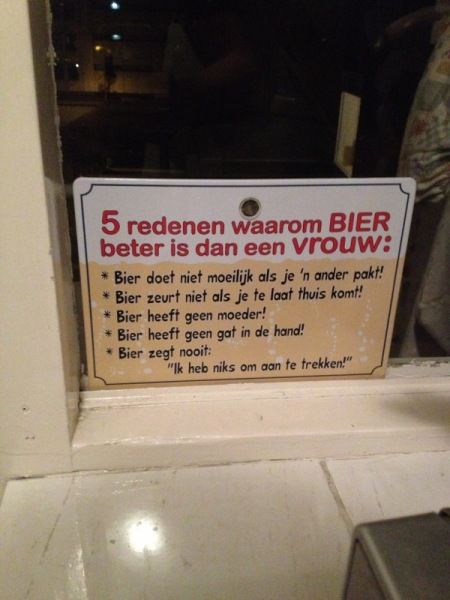 5 redenen waarom BIER
beter is dan een vrouw:
* Bier doet niet moeilijk als je 'n ander pakt!
* Bier zeurt niet als je te laat thuis komt!
* Bier heeft geen moeder!
* Bier heeft geen gat in de hand!
* Bier zegt nooit:
"Ik heb niks om aan te trekken!"